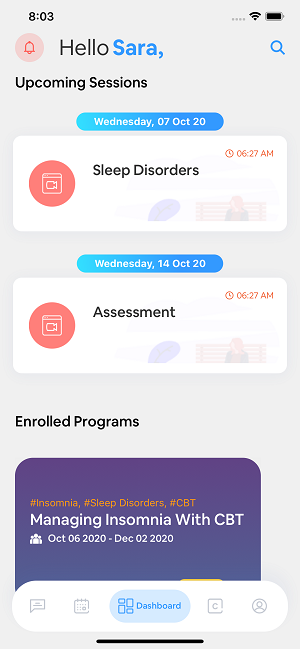 8:03
Hello Sara,
Upcoming Sessions
Wednesday, 07 Oct 20
06:27 AM
Sleep Disorders
Wednesday, 14 Oct 20
06:27 AM
Assessment
Enrolled Programs
#Insomnia, #Sleep Disorders, #CBT
Managing Insomnia With CBT
Oct 06 2020 - Dec 02 2020
Dashboard
C